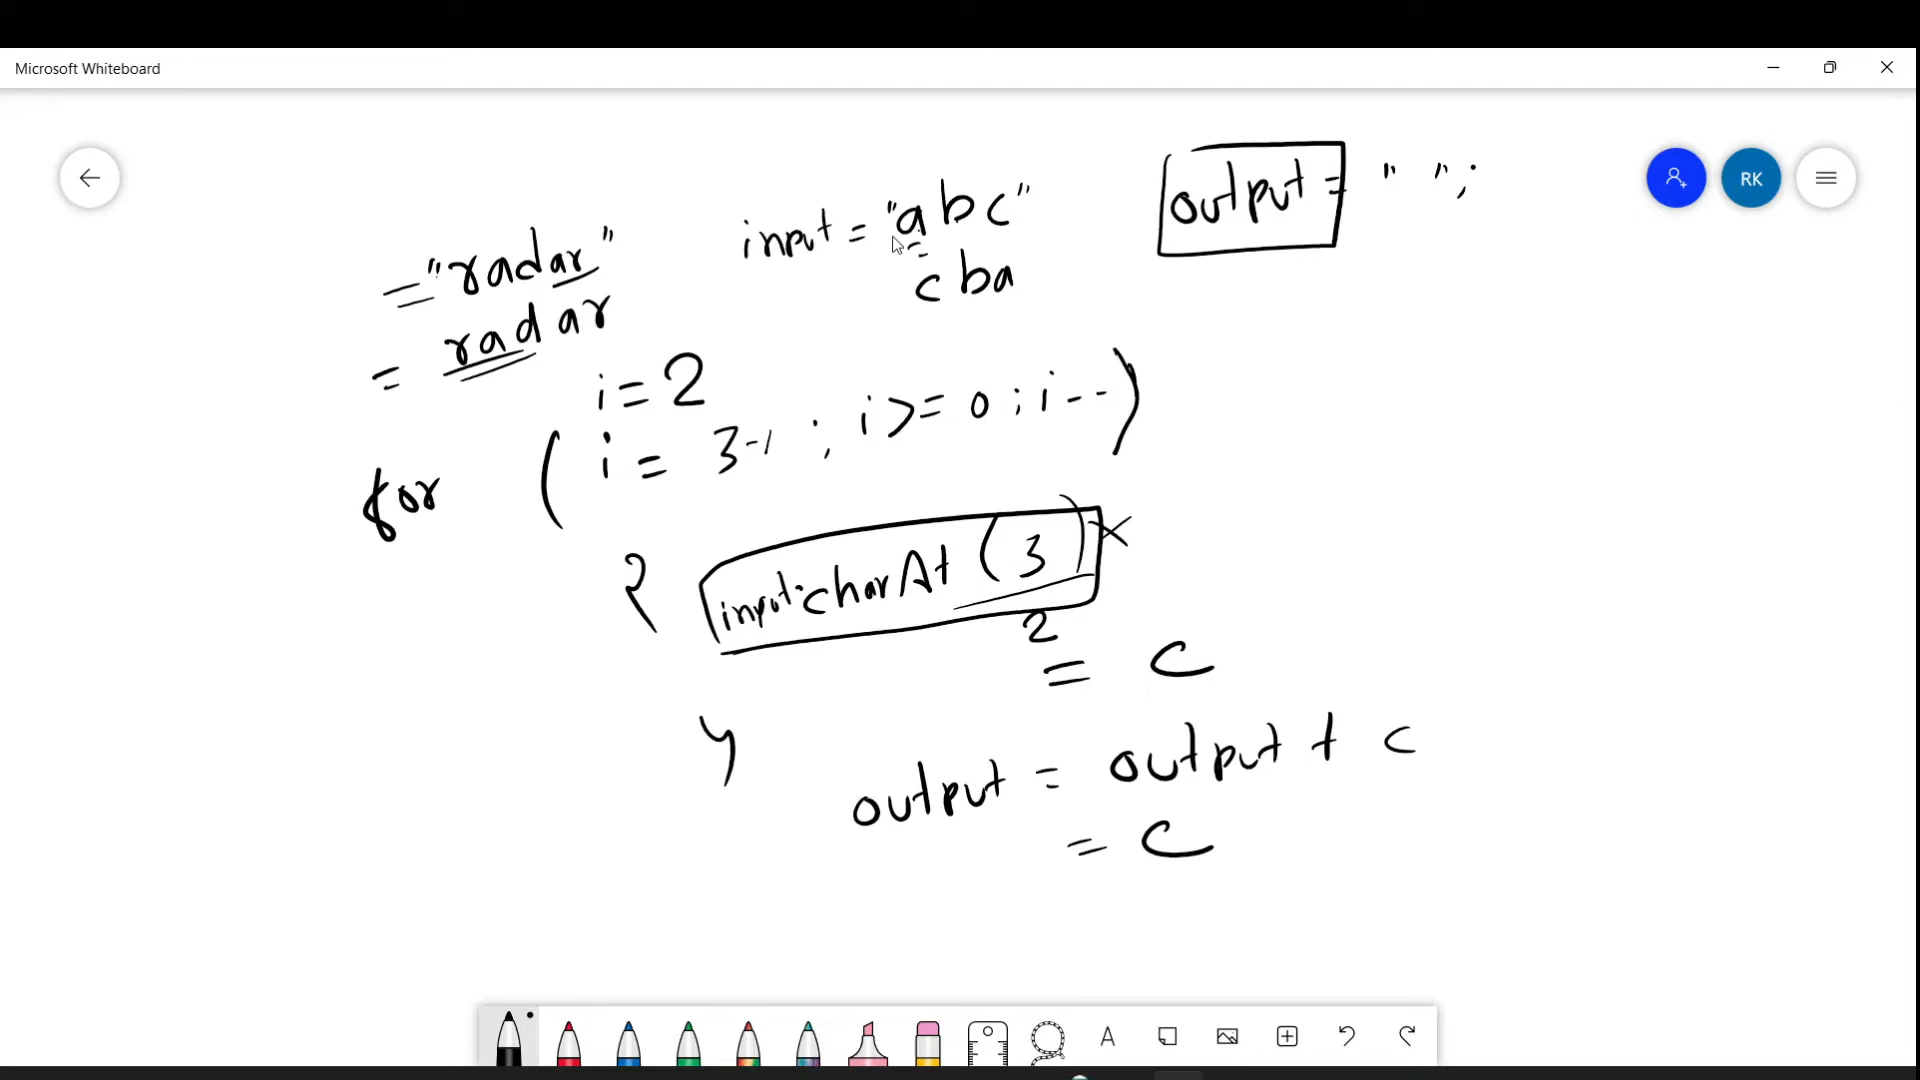 Microsoft Whiteboard
RK
input = "abc"
cba
output = " ";
= "radar"
= radar
i = 2
for ( i = 3-1 ; i >= 0 ; i-- )
{ input.charAt ( 3 ) x
2
= c
}
output = output + c
= c
A